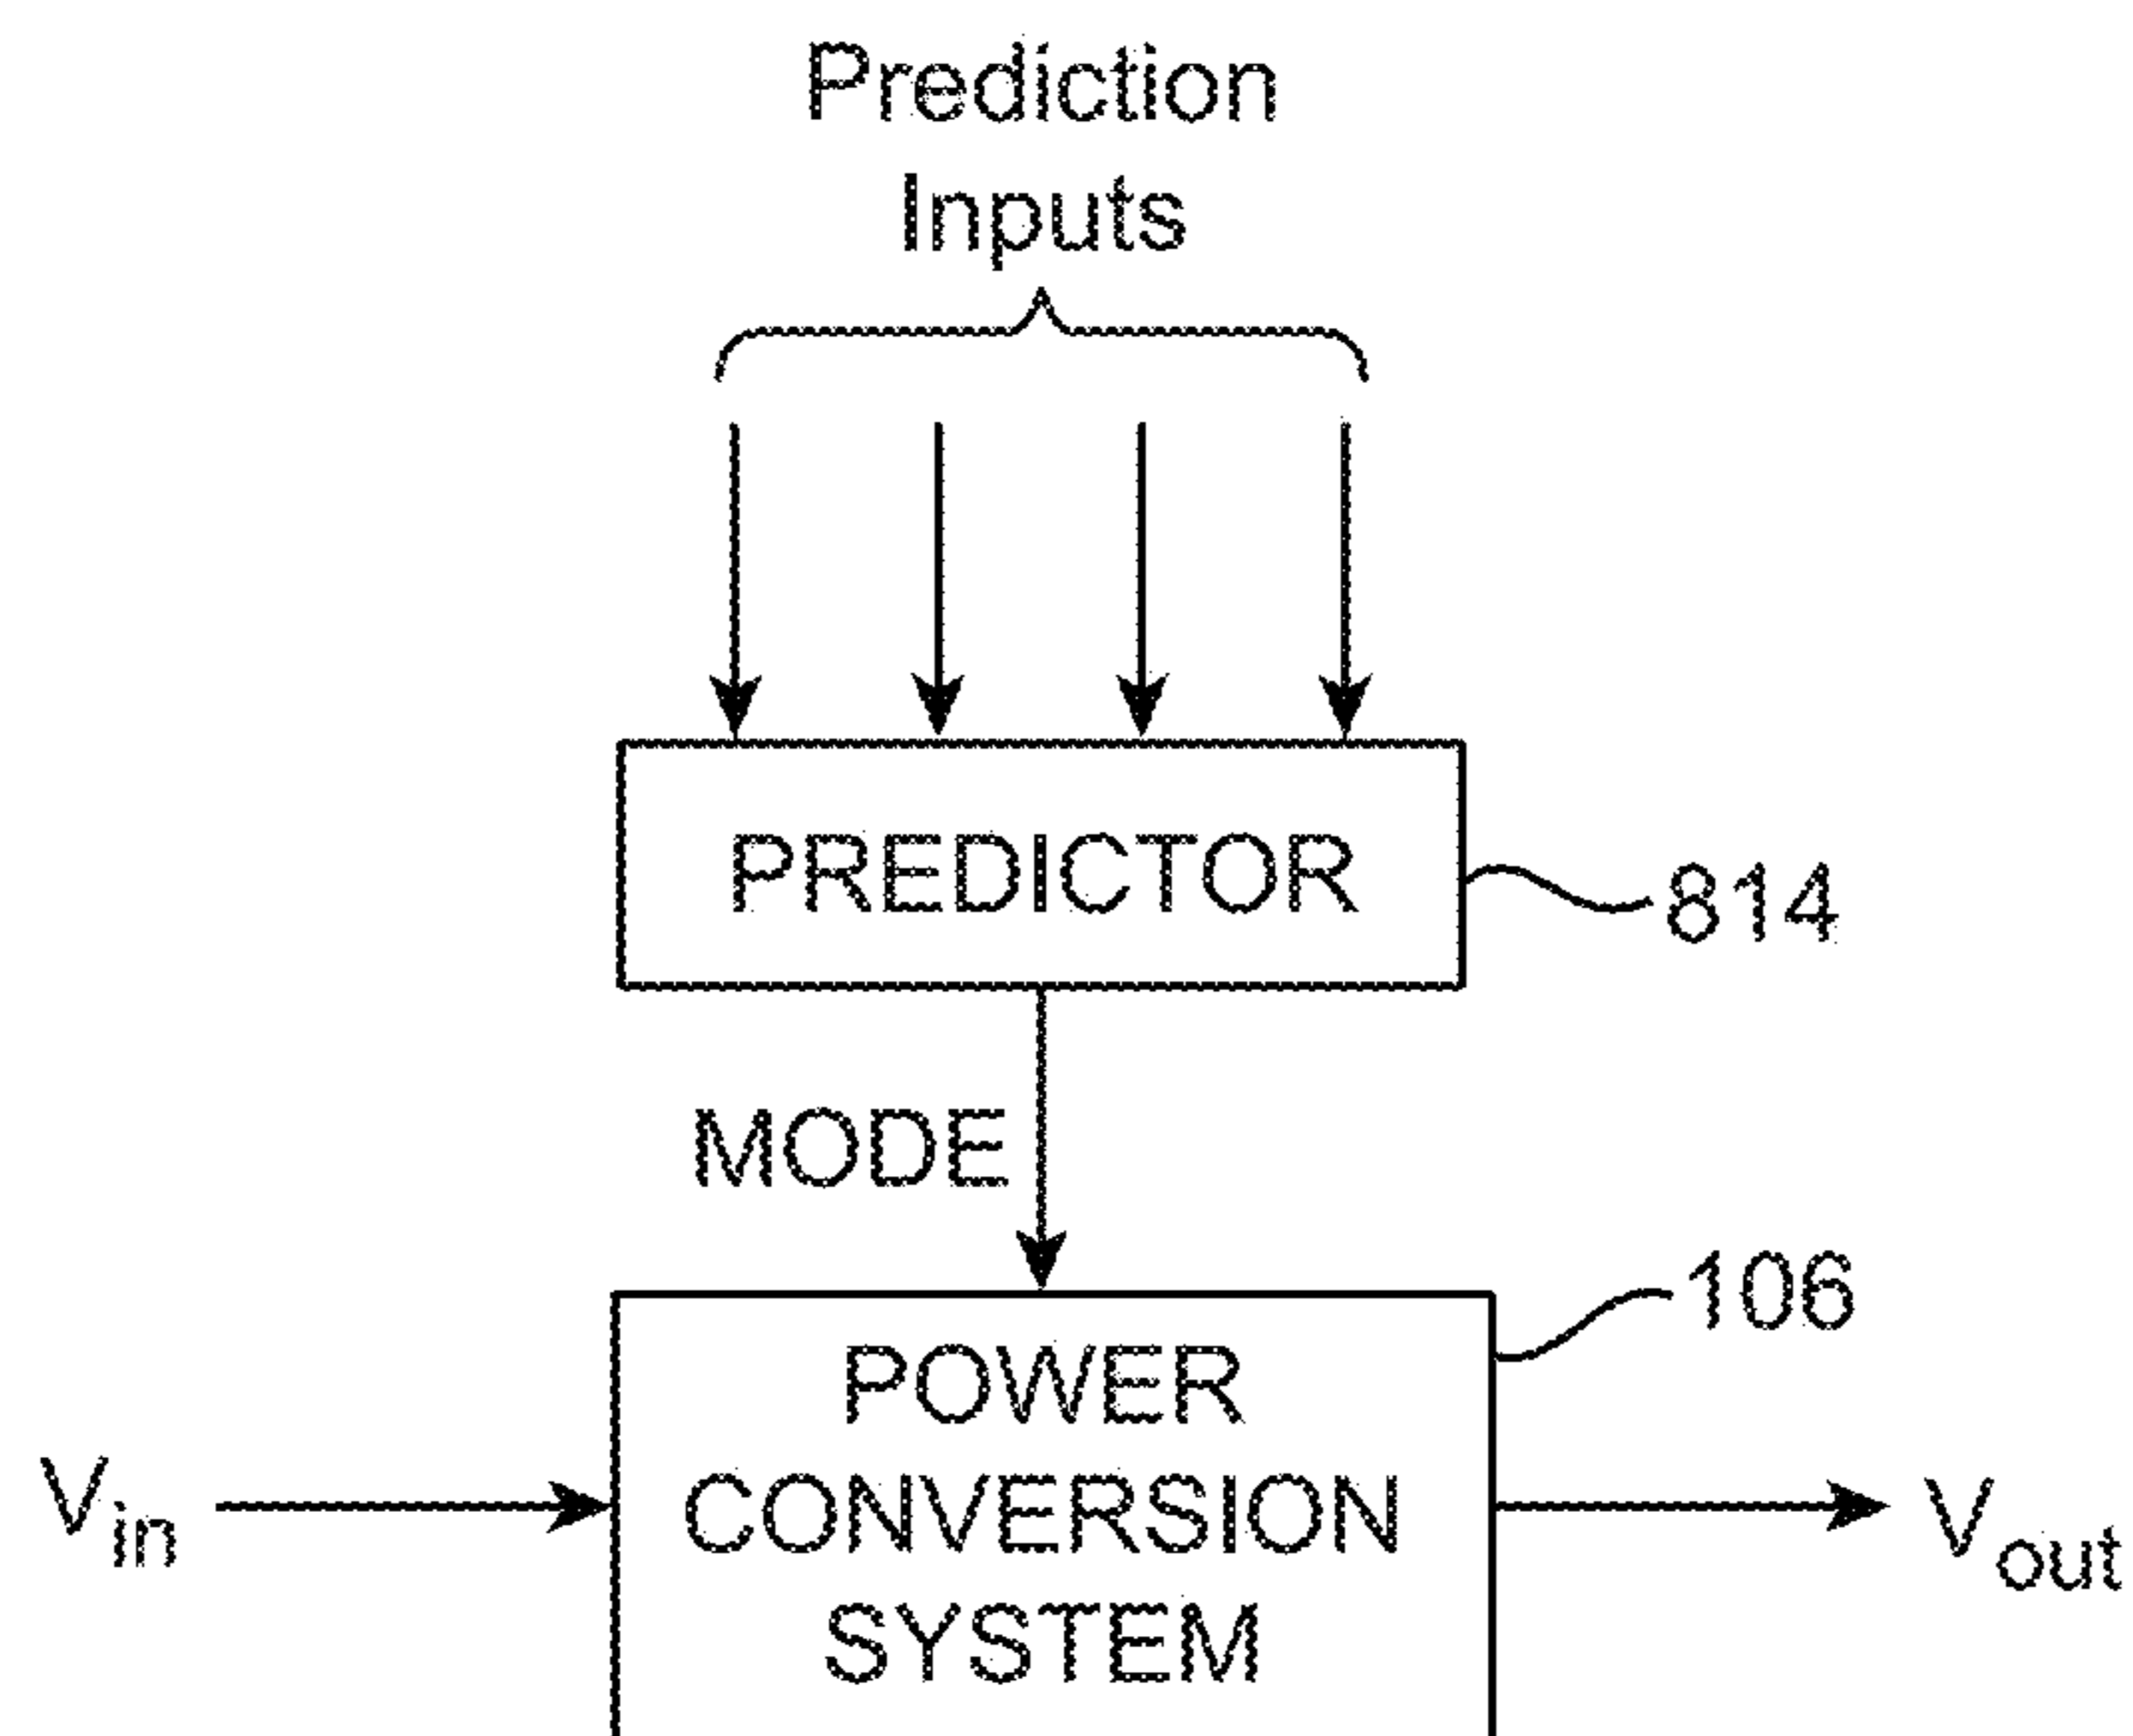 Prediction
Inputs
PREDICTOR
814
MODE
106
POWER
CONVERSION
SYSTEM
Vin
Vout